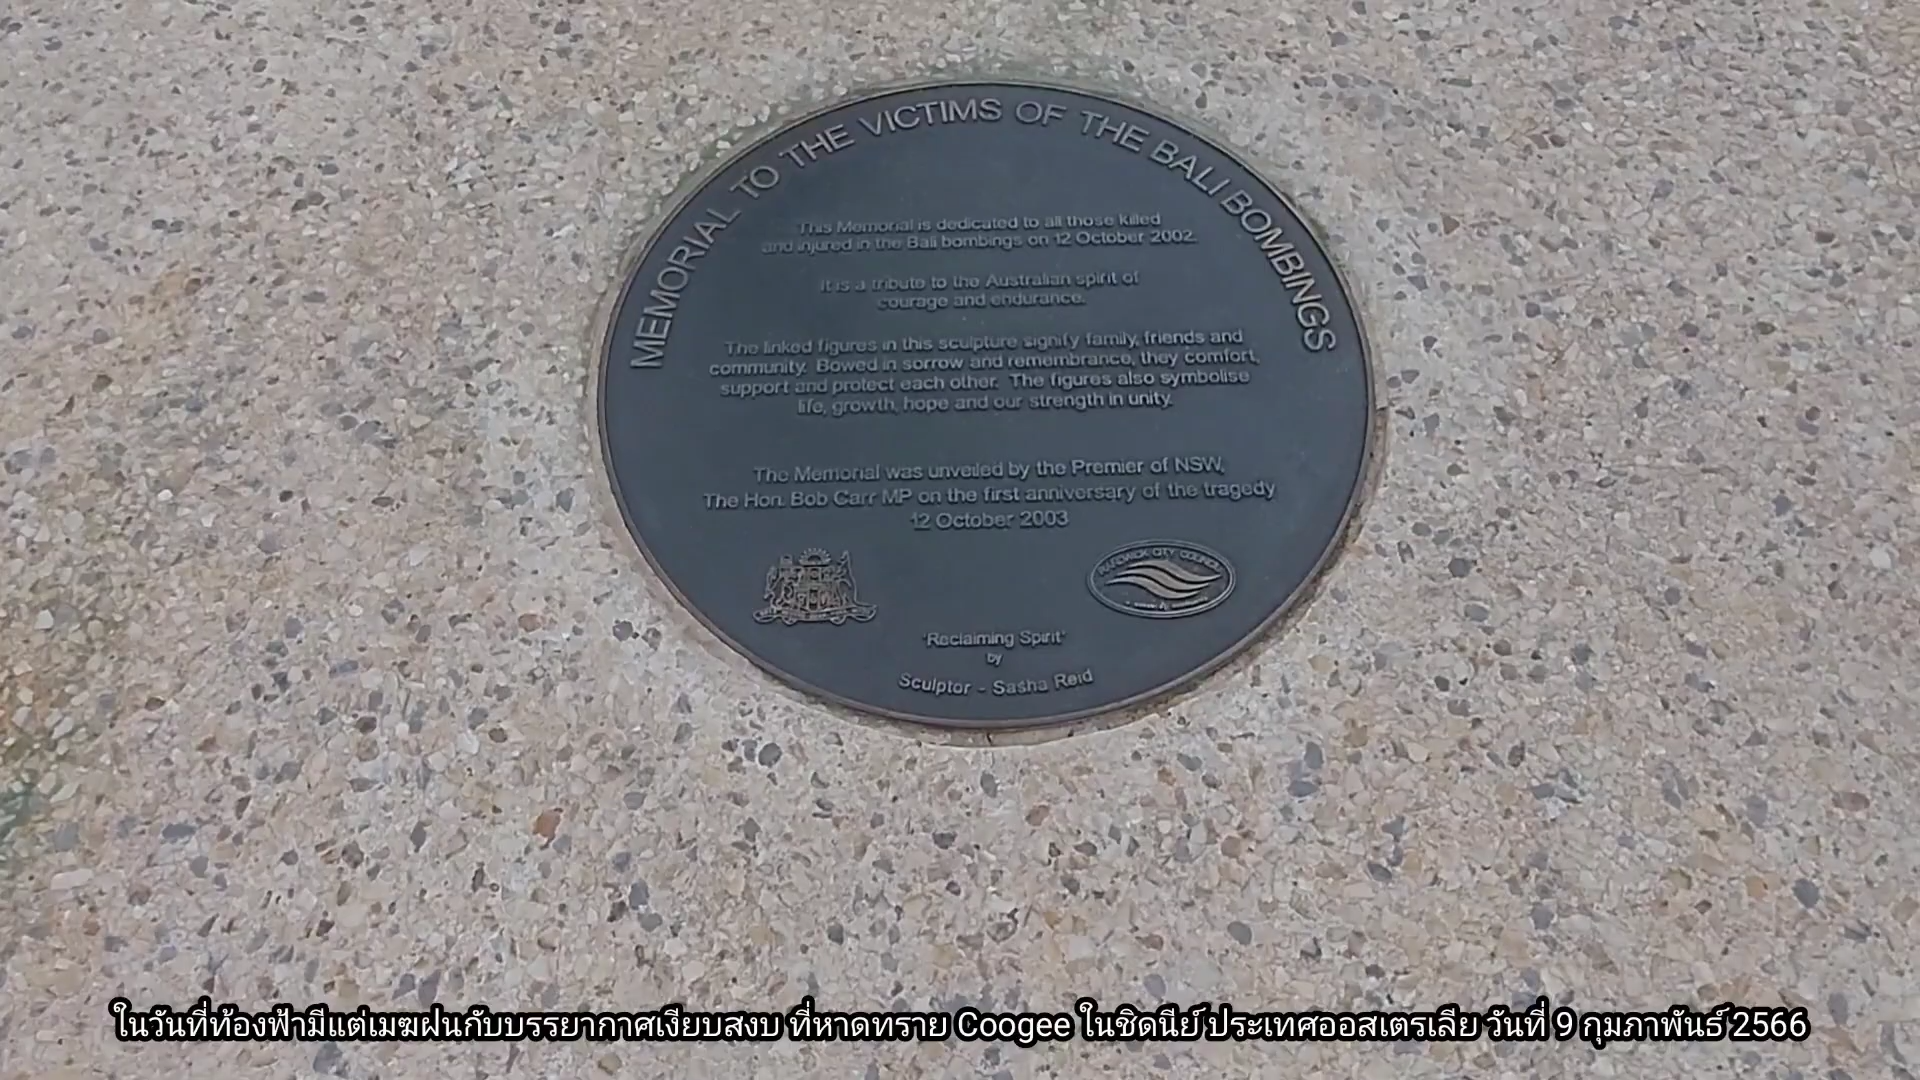 MEMORIAL TO THE VICTIMS OF THE BALI BOMBINGS
This Memorial is dedicated to all those killed
and injured in the Bali bombings on 12 October 2002.
It is a tribute to the Australian spirit of
courage and endurance.
The linked figures in this sculpture signify family, friends and
community. Bowed in sorrow and remembrance, they comfort,
support and protect each other. The figures also symbolise
life, growth, hope and our strength in unity.
The Memorial was unveiled by the Premier of NSW,
The Hon. Bob Carr MP on the first anniversary of the tragedy
12 October 2003
RANDWICK CITY COUNCIL
'Reclaiming Spirit'
by
Sculptor - Sasha Reid
ในวันที่ท้องฟ้ามีแต่เมฆฝนกับบรรยากาศเงียบสงบ ที่หาดทราย Coogee ในซิดนีย์ ประเทศออสเตรเลีย วันที่ 9 กุมภาพันธ์ 2566